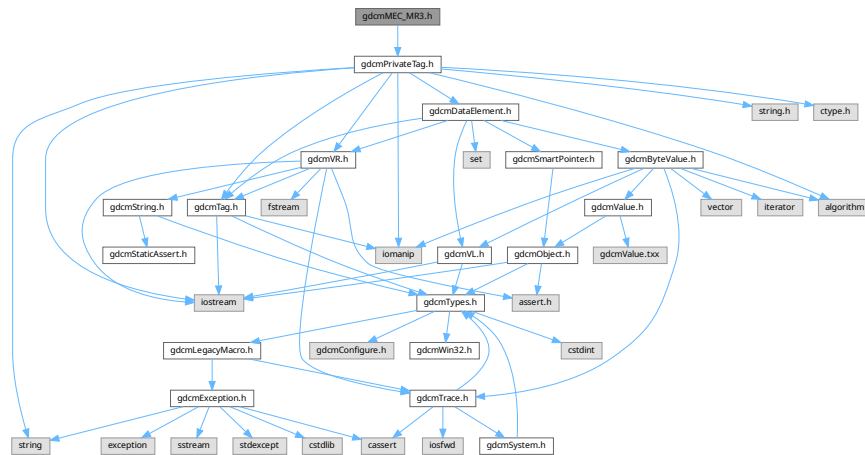 gdcmMEC_MR3.h
gdcmPrivateTag.h
gdcmDataElement.h
string.h
ctype.h
gdcmVR.h
set
gdcmSmartPointer.h
gdcmByteValue.h
gdcmString.h
gdcmTag.h
fstream
gdcmValue.h
vector
iterator
algorithm
gdcmStaticAssert.h
iomanip
gdcmVL.h
gdcmObject.h
gdcmValue.txx
iostream
gdcmTypes.h
assert.h
gdcmLegacyMacro.h
gdcmConfigure.h
gdcmWin32.h
cstdint
gdcmException.h
gdcmTrace.h
string
exception
sstream
stdexcept
cstdlib
cassert
iosfwd
gdcmSystem.h